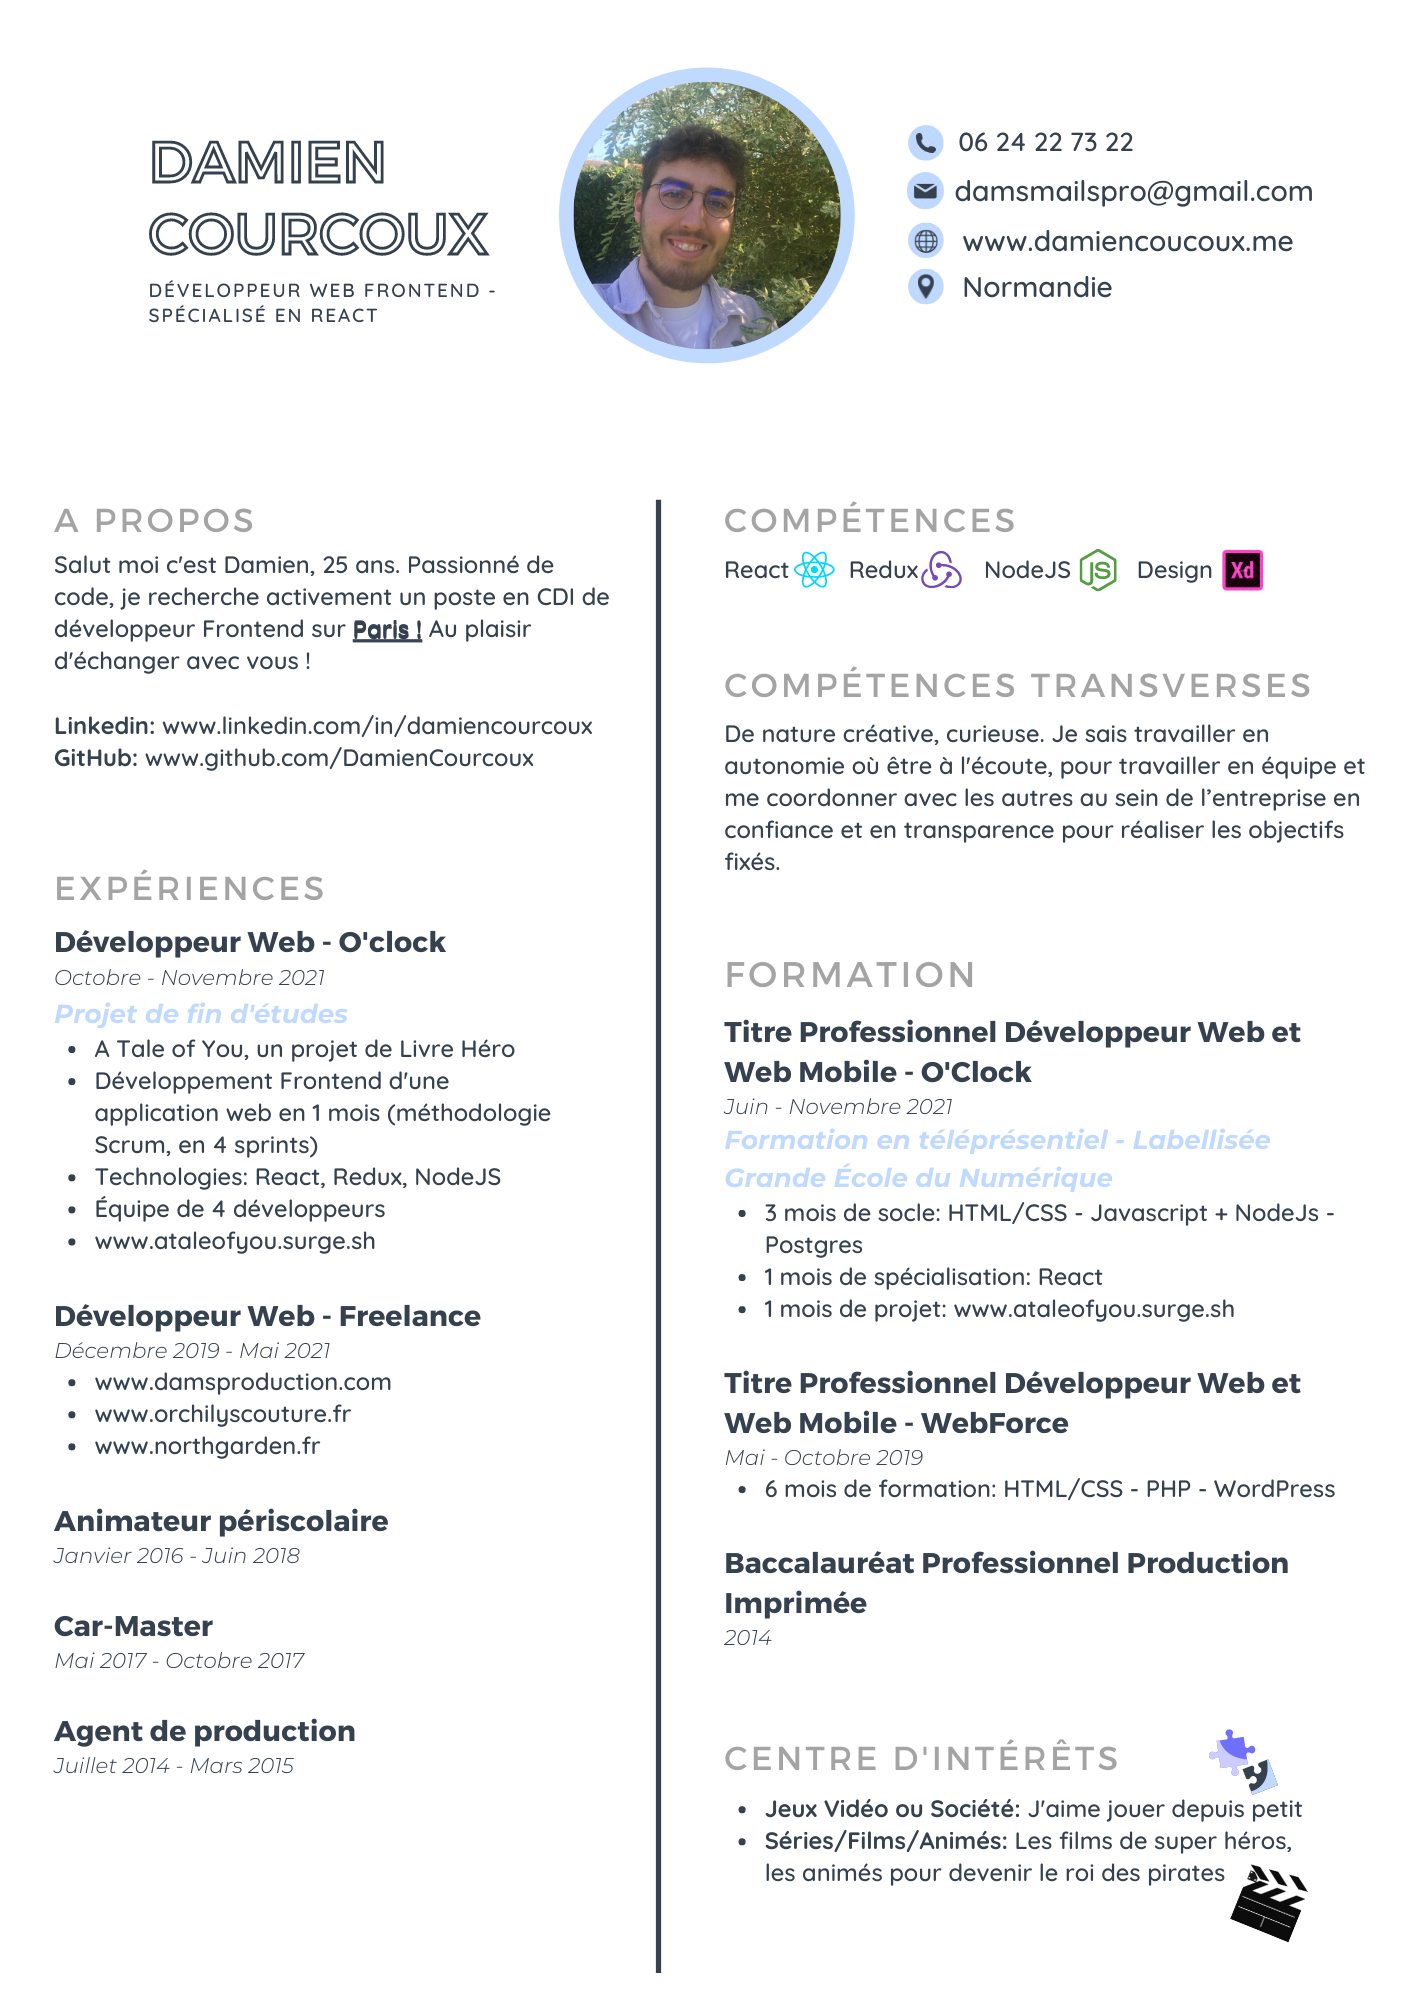 DAMIEN
COURCOUX
DÉVELOPPEUR WEB FRONTEND -
SPÉCIALISÉ EN REACT
06 24 22 73 22
damsmailspro@gmail.com
www.damiencoucoux.me
Normandie
A PROPOS
Salut moi c'est Damien, 25 ans. Passionné de
code, je recherche activement un poste en CDI de
développeur Frontend sur Paris ! Au plaisir
d'échanger avec vous !
Linkedin: www.linkedin.com/in/damiencourcoux
GitHub: www.github.com/DamienCourcoux
EXPÉRIENCES
Développeur Web - O'clock
Octobre - Novembre 2021
Projet de fin d'études
• A Tale of You, un projet de Livre Héro
• Développement Frontend d'une
application web en 1 mois (méthodologie
Scrum, en 4 sprints)
• Technologies: React, Redux, NodeJS
• Équipe de 4 développeurs
• www.ataleofyou.surge.sh
Développeur Web - Freelance
Décembre 2019 - Mai 2021
• www.damsproduction.com
• www.orchilyscouture.fr
• www.northgarden.fr
Animateur périscolaire
Janvier 2016 - Juin 2018
Car-Master
Mai 2017 - Octobre 2017
Agent de production
Juillet 2014 - Mars 2015
COMPÉTENCES
React Redux NodeJS JS Design Xd
COMPÉTENCES TRANSVERSES
De nature créative, curieuse. Je sais travailler en
autonomie où être à l'écoute, pour travailler en équipe et
me coordonner avec les autres au sein de l’entreprise en
confiance et en transparence pour réaliser les objectifs
fixés.
FORMATION
Titre Professionnel Développeur Web et
Web Mobile - O'Clock
Juin - Novembre 2021
Formation en téléprésentiel - Labellisée
Grande École du Numérique
• 3 mois de socle: HTML/CSS - Javascript + NodeJs -
Postgres
• 1 mois de spécialisation: React
• 1 mois de projet: www.ataleofyou.surge.sh
Titre Professionnel Développeur Web et
Web Mobile - WebForce
Mai - Octobre 2019
• 6 mois de formation: HTML/CSS - PHP - WordPress
Baccalauréat Professionnel Production
Imprimée
2014
CENTRE D'INTÉRÊTS
• Jeux Vidéo ou Société: J'aime jouer depuis petit
• Séries/Films/Animés: Les films de super héros,
les animés pour devenir le roi des pirates